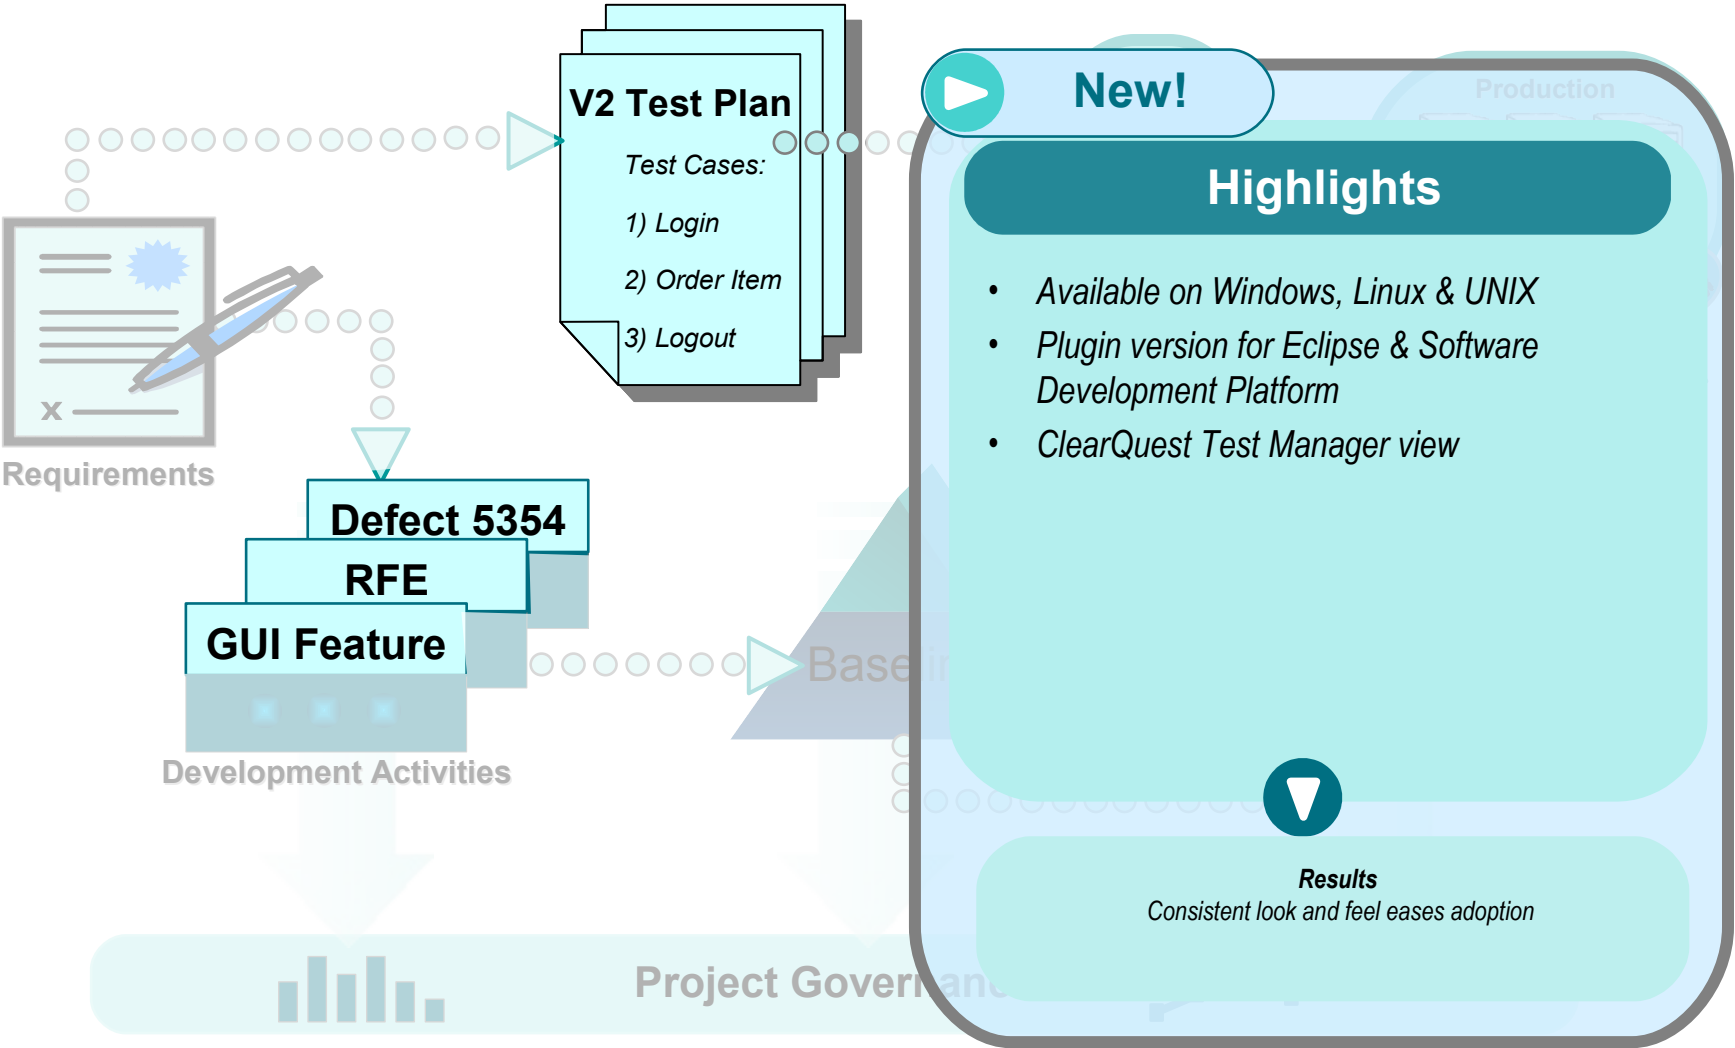 V2 Test Plan
Test Cases:
1) Login
2) Order Item
3) Logout
x
Requirements
Defect 5354
RFE
GUI Feature
Development Activities
Project Governan
Baselin
Production
New!
Highlights
• Available on Windows, Linux & UNIX
• Plugin version for Eclipse & Software
Development Platform
• ClearQuest Test Manager view
Results
Consistent look and feel eases adoption